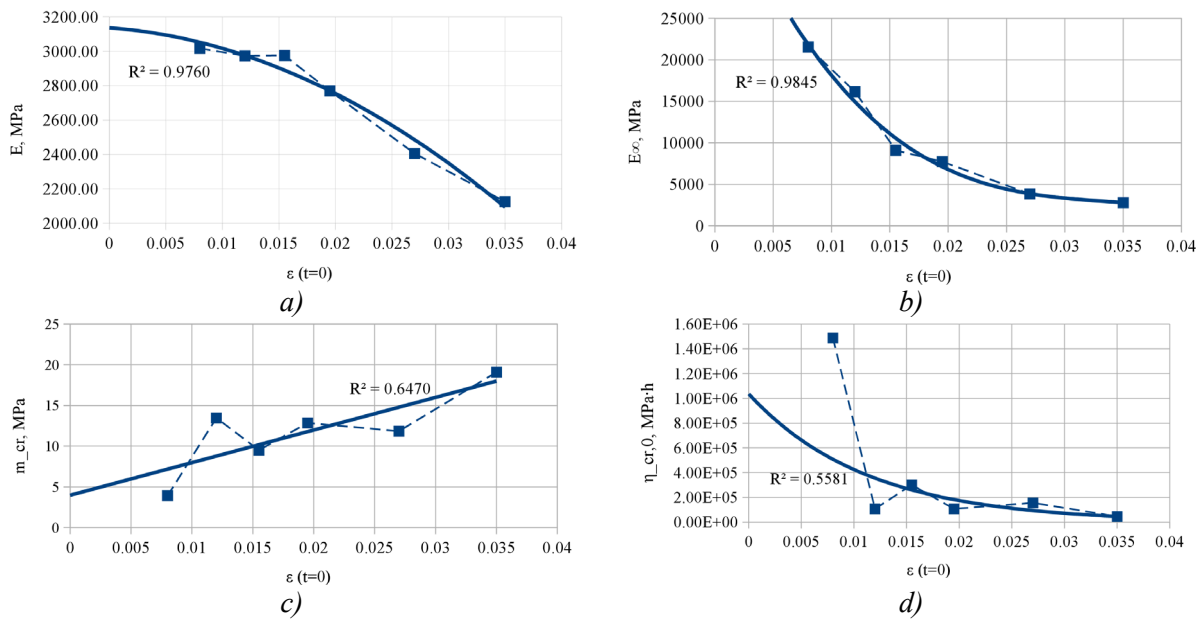 3200.00
3000.00
2800.00
2600.00
2400.00
2200.00
2000.00
E, MPa
R² = 0.9760
0 0.005 0.01 0.015 0.02 0.025 0.03 0.035 0.04
ε (t=0)
a)
25000
20000
15000
10000
5000
0
E∞, MPa
R² = 0.9845
0 0.005 0.01 0.015 0.02 0.025 0.03 0.035 0.04
ε (t=0)
b)
25
20
15
10
5
0
m_cr, MPa
R² = 0.6470
0 0.005 0.01 0.015 0.02 0.025 0.03 0.035 0.04
ε (t=0)
c)
1.60E+06
1.40E+06
1.20E+06
1.00E+06
8.00E+05
6.00E+05
4.00E+05
2.00E+05
0.00E+00
η_cr,0, MPa·h
R² = 0.5581
0 0.005 0.01 0.015 0.02 0.025 0.03 0.035 0.04
ε (t=0)
d)